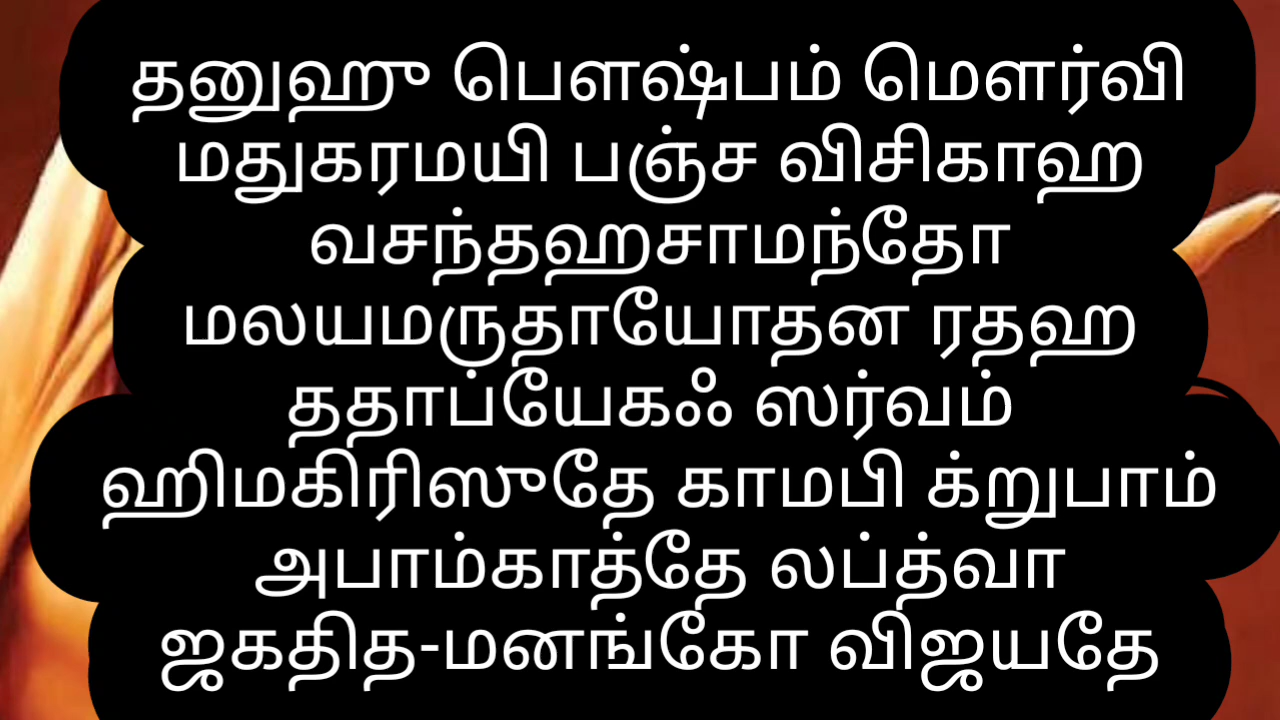 தனுஹு பௌஷ்பம் மௌர்வி
மதுகரமயி பஞ்ச விசிகாஹ
வசந்தஹசாமந்தோ
மலயமருதாயோதன ரதஹ
ததாப்யேகஃ ஸர்வம்
ஹிமகிரிஸுதே காமபி க்றுபாம்
அபாம்காத்தே லப்த்வா
ஜகதித-மனங்கோ விஜயதே